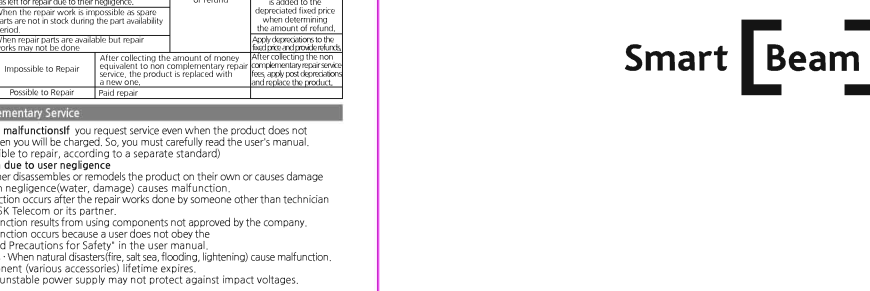 as left for repair due to their negligence.
of refund
is added to the
depreciated fixed price
when determining
the amount of refund.
When the repair work is impossible as spare
arts are not in stock during the part availability
eriod.
When repair parts are available but repair
works may not be done
Apply depreciations to the
fixed price and provide refunds.
Impossible to Repair
After collecting the amount of money
equivalent to non complementary repair
service, the product is replaced with
a new one.
After collecting the non
complementary repair service
fees, apply post depreciations
and replace the product.
Possible to Repair
Paid repair
ementary Service
malfunctionsIf you request service even when the product does not
en you will be charged. So, you must carefully read the user's manual.
ible to repair, according to a separate standard)
due to user negligence
er disassembles or remodels the product on their own or causes damage
negligence(water, damage) causes malfunction.
ction occurs after the repair works done by someone other than technician
SK Telecom or its partner.
nction results from using components not approved by the company.
nction occurs because a user does not obey the
d Precautions for Safety" in the user manual.
· When natural disasters(fire, salt sea, flooding, lightening) cause malfunction.
nent (various accessories) lifetime expires.
unstable power supply may not protect against impact voltages.
Smart [Beam]